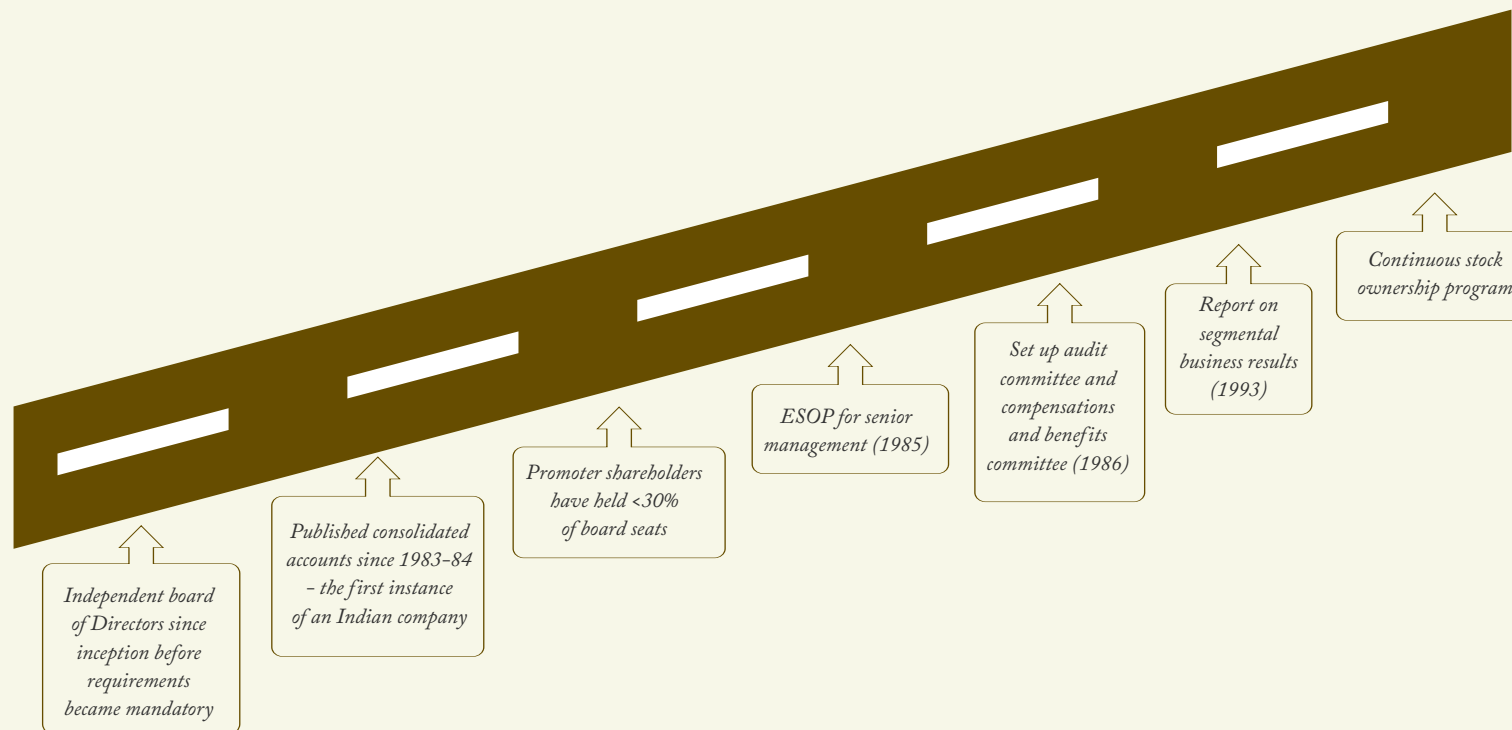 Independent board
of Directors since
inception before
requirements
became mandatory
Published consolidated
accounts since 1983-84
- the first instance
of an Indian company
Promoter shareholders
have held <30%
of board seats
ESOP for senior
management (1985)
Set up audit
committee and
compensations
and benefits
committee (1986)
Report on
segmental
business results
(1993)
Continuous stock
ownership program